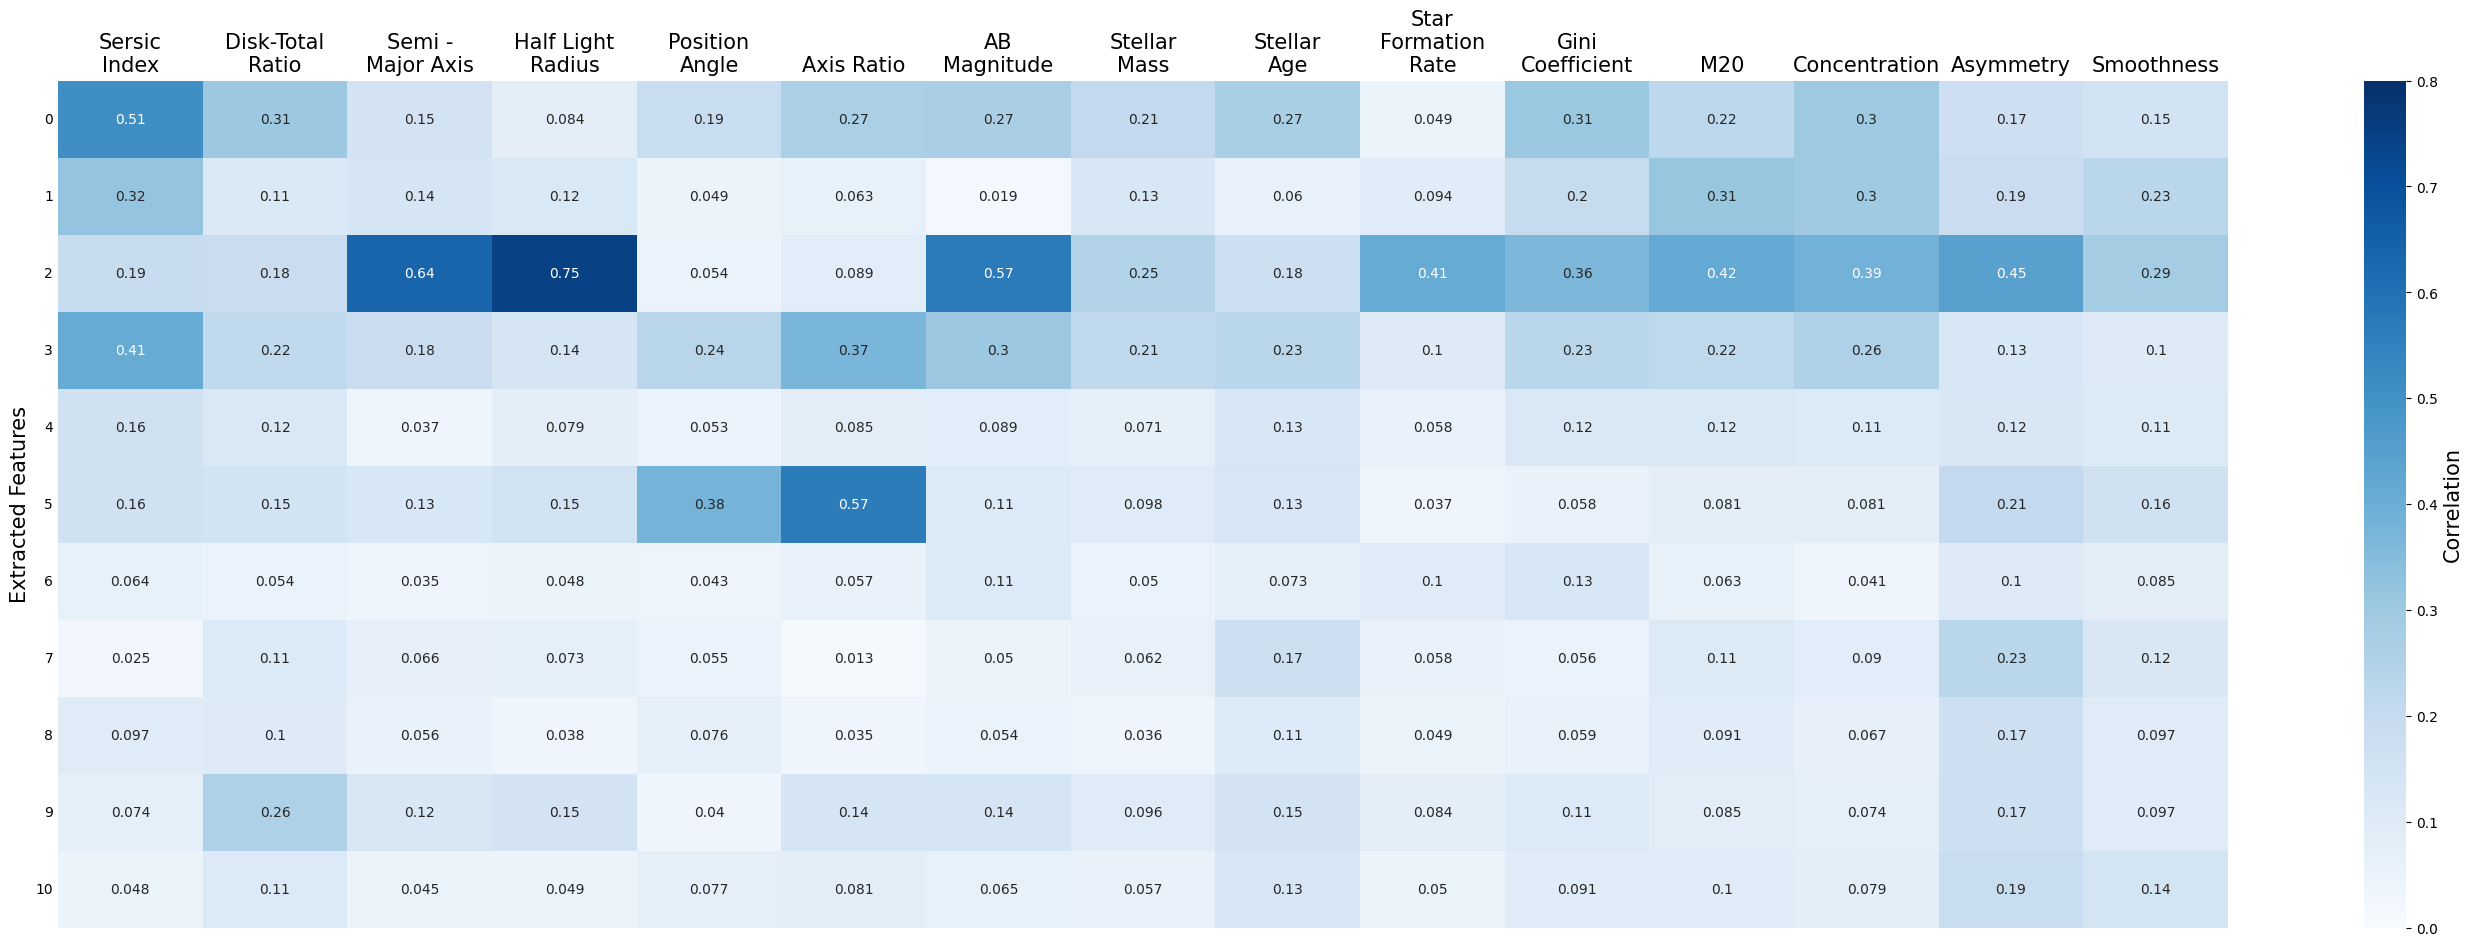 Sersic Index
Disk-Total Ratio
Semi - Major Axis
Half Light Radius
Position Angle
Axis Ratio
AB Magnitude
Stellar Mass
Stellar Age
Star Formation Rate
Gini Coefficient
M20
Concentration
Asymmetry
Smoothness
Extracted Features
0 0.51 0.31 0.15 0.084 0.19 0.27 0.27 0.21 0.27 0.049 0.31 0.22 0.3 0.17 0.15
1 0.32 0.11 0.14 0.12 0.049 0.063 0.019 0.13 0.06 0.094 0.2 0.31 0.3 0.19 0.23
2 0.19 0.18 0.64 0.75 0.054 0.089 0.57 0.25 0.18 0.41 0.36 0.42 0.39 0.45 0.29
3 0.41 0.22 0.18 0.14 0.24 0.37 0.3 0.21 0.23 0.1 0.23 0.22 0.26 0.13 0.1
4 0.16 0.12 0.037 0.079 0.053 0.085 0.089 0.071 0.13 0.058 0.12 0.12 0.11 0.12 0.11
5 0.16 0.15 0.13 0.15 0.38 0.57 0.11 0.098 0.13 0.037 0.058 0.081 0.081 0.21 0.16
6 0.064 0.054 0.035 0.048 0.043 0.057 0.11 0.05 0.073 0.1 0.13 0.063 0.041 0.1 0.085
7 0.025 0.11 0.066 0.073 0.055 0.013 0.05 0.062 0.17 0.058 0.056 0.11 0.09 0.23 0.12
8 0.097 0.1 0.056 0.038 0.076 0.035 0.054 0.036 0.11 0.049 0.059 0.091 0.067 0.17 0.097
9 0.074 0.26 0.12 0.15 0.04 0.14 0.14 0.096 0.15 0.084 0.11 0.085 0.074 0.17 0.097
10 0.048 0.11 0.045 0.049 0.077 0.081 0.065 0.057 0.13 0.05 0.091 0.1 0.079 0.19 0.14
0.8
0.7
0.6
0.5
0.4
0.3
0.2
0.1
0.0
Correlation